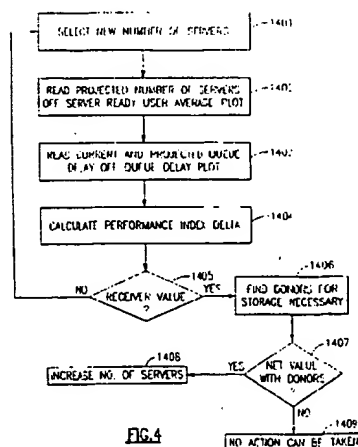 SELECT NEW NUMBER OF SERVERS
1401
READ PROJECTED NUMBER OF SERVERS
OFF SERVER READY USER AVERAGE PLOT
1402
READ CURRENT AND PROJECTED QUEUE
DELAY OFF QUEUE DELAY PLOT
1403
CALCULATE PERFORMANCE INDEX DELTA
1404
1405
NO
RECEIVER VALUE
?
YES
1406
FIND DONORS FOR
STORAGE NECESSARY
1407
1408
INCREASE NO. OF SERVERS
YES
NET VALUE
WITH DONORS
?
NO
1409
FIG.4
NO ACTION CAN BE TAKEN